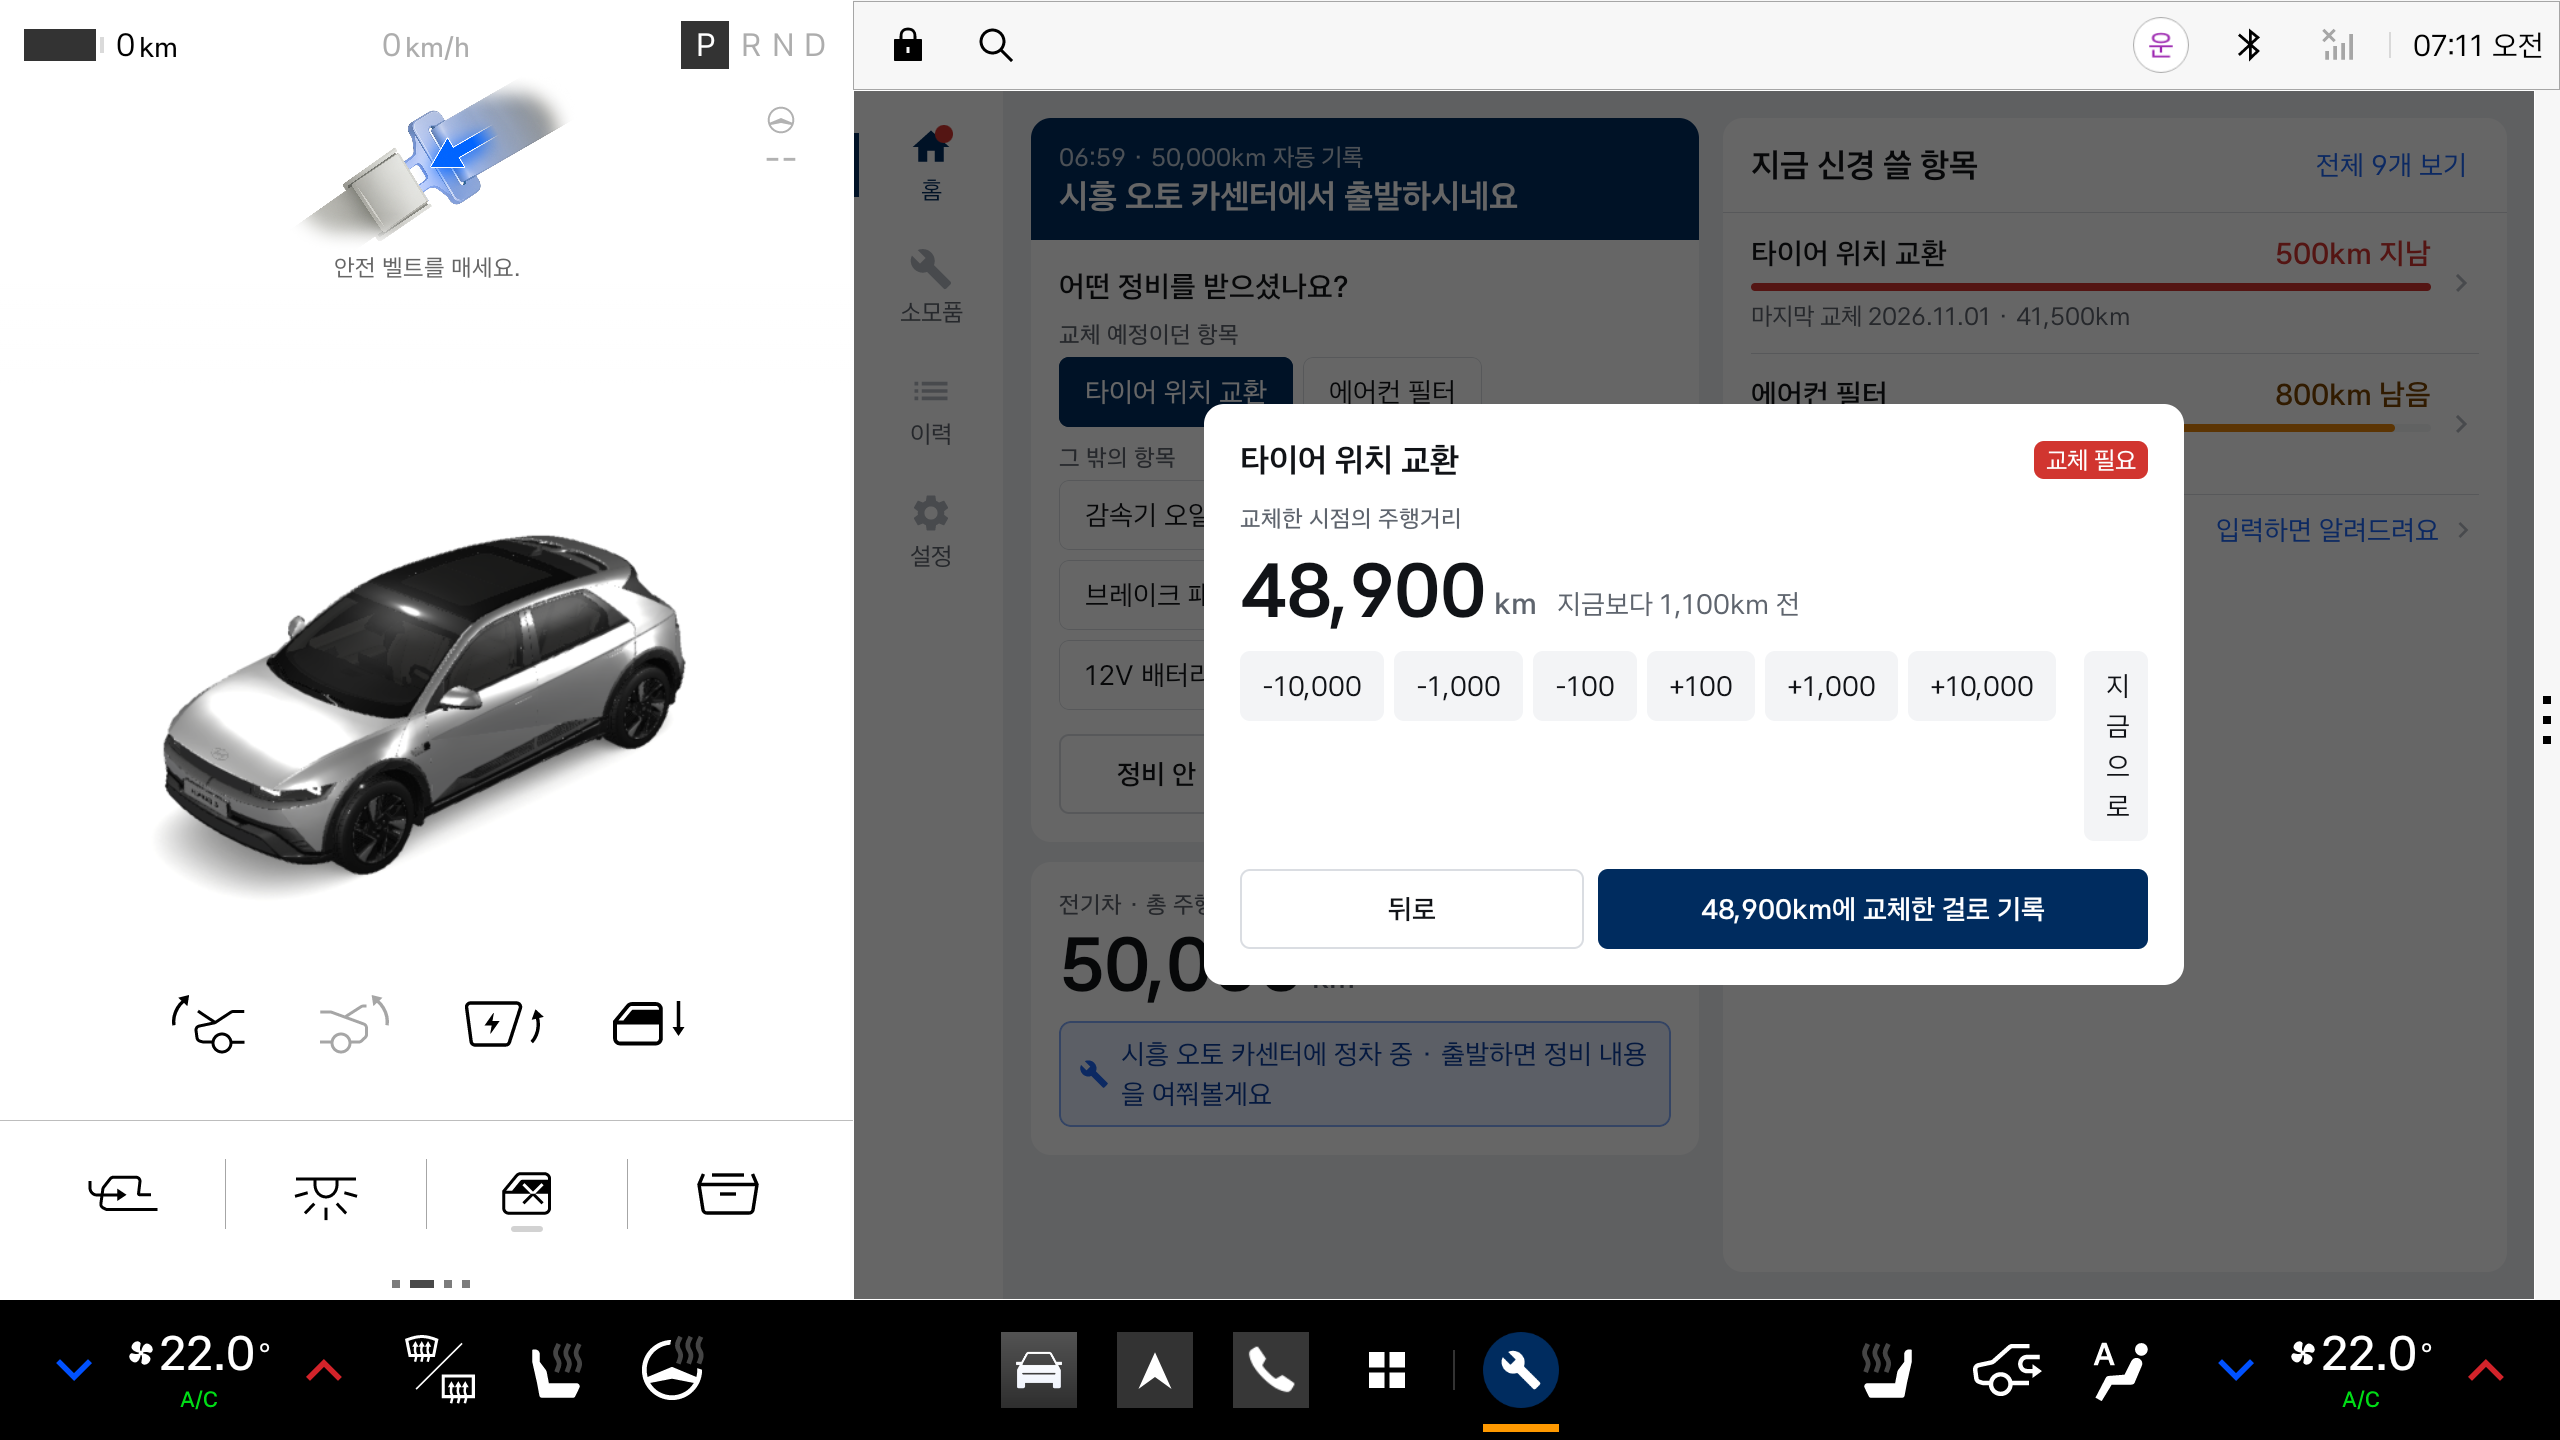 0 km
0 km/h
P R N D
안전 벨트를 매세요.
운
07:11 오전
홈
소모품
이력
설정
06:59 · 50,000km 자동 기록
시흥 오토 카센터에서 출발하시네요
어떤 정비를 받으셨나요?
교체 예정이던 항목
타이어 위치 교환
에어컨 필터
그 밖의 항목
감속기 오일
브레이크 패
12V 배터리
정비 안
전기차 · 총 주행
50,000 km
시흥 오토 카센터에 정차 중 · 출발하면 정비 내용
을 여쭤볼게요
지금 신경 쓸 항목
전체 9개 보기
타이어 위치 교환
500km 지남
마지막 교체 2026.11.01 · 41,500km
에어컨 필터
800km 남음
입력하면 알려드려요
타이어 위치 교환
교체 필요
교체한 시점의 주행거리
48,900 km 지금보다 1,100km 전
-10,000
-1,000
-100
+100
+1,000
+10,000
지
금
으
로
뒤로
48,900km에 교체한 걸로 기록
22.0°
A/C
A
22.0°
A/C